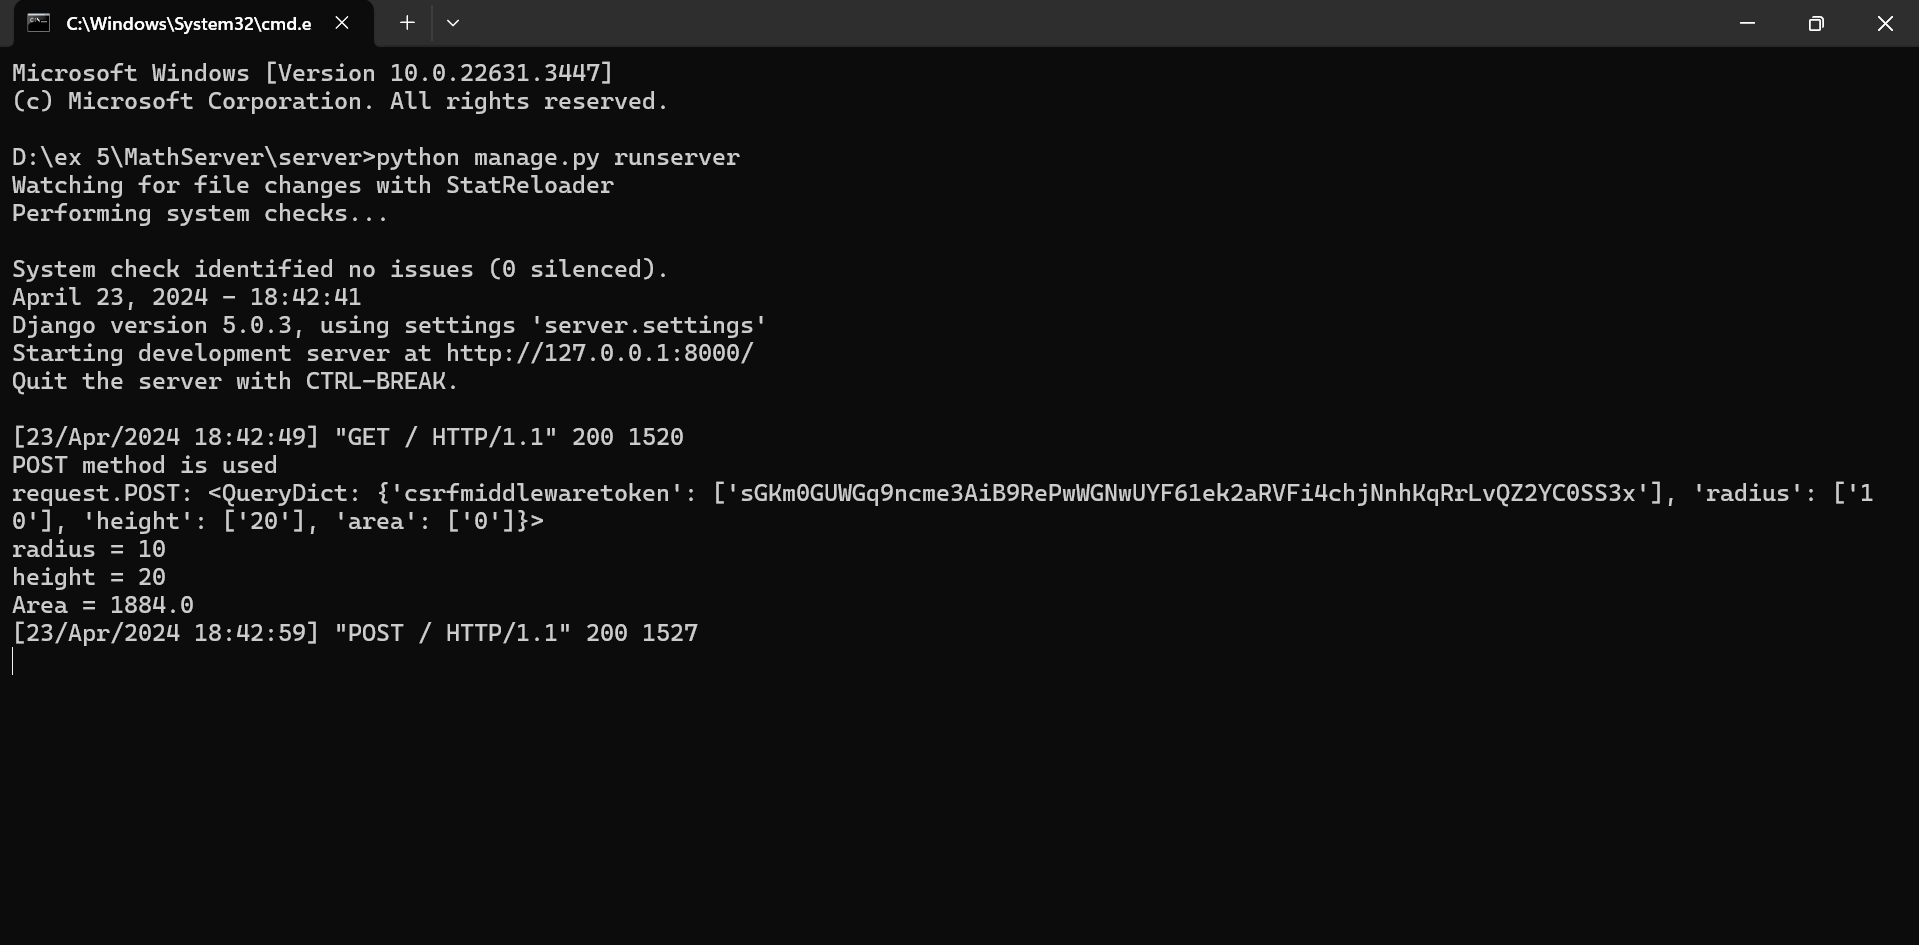 C:\Windows\System32\cmd.e
Microsoft Windows [Version 10.0.22631.3447]
(c) Microsoft Corporation. All rights reserved.
D:\ex 5\MathServer\server>python manage.py runserver
Watching for file changes with StatReloader
Performing system checks...
System check identified no issues (0 silenced).
April 23, 2024 - 18:42:41
Django version 5.0.3, using settings 'server.settings'
Starting development server at http://127.0.0.1:8000/
Quit the server with CTRL-BREAK.
[23/Apr/2024 18:42:49] "GET / HTTP/1.1" 200 1520
POST method is used
request.POST: <QueryDict: {'csrfmiddlewaretoken': ['sGKm0GUWGq9ncme3AiB9RePwWGNwUYF61ek2aRVFi4chjNnhKqRrLvQZ2YC0SS3x'], 'radius': ['1
0'], 'height': ['20'], 'area': ['0']}>
radius = 10
height = 20
Area = 1884.0
[23/Apr/2024 18:42:59] "POST / HTTP/1.1" 200 1527